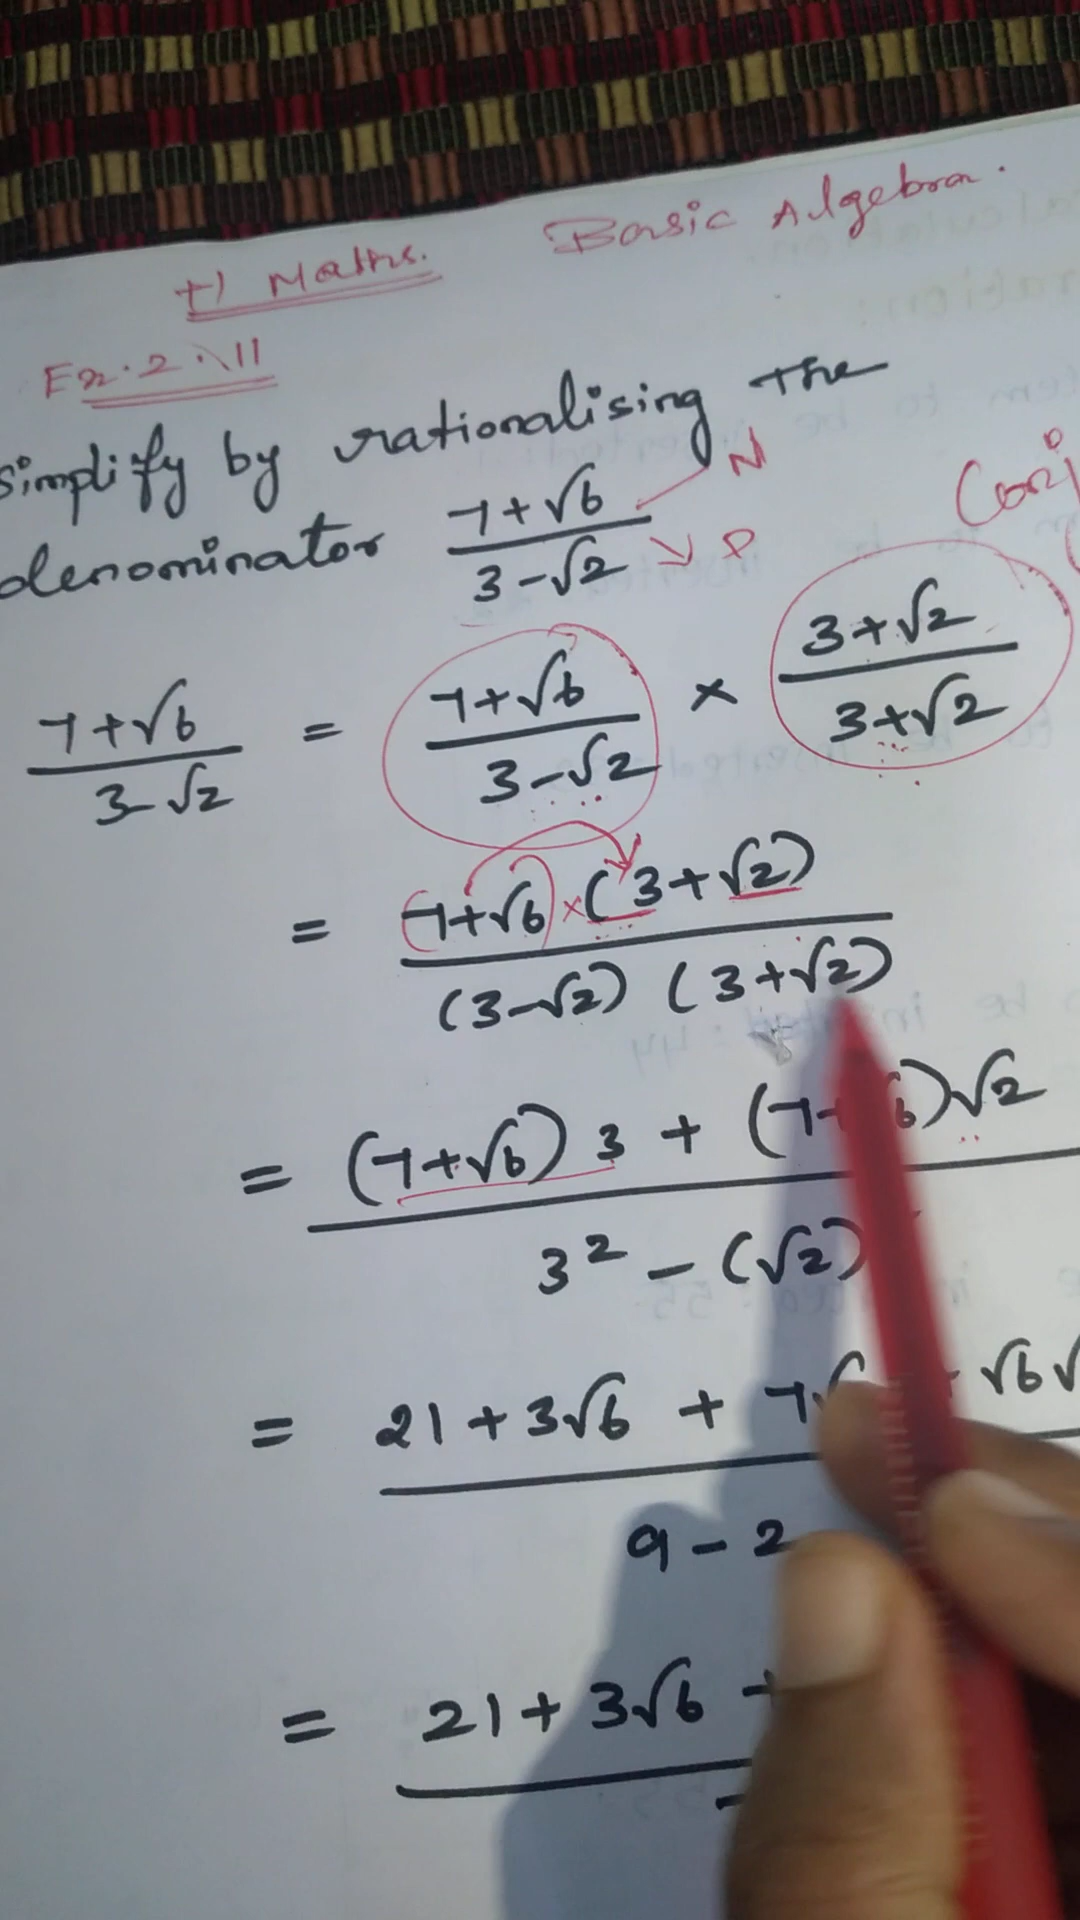 +1 Maths. Basic Algebra.
Ex. 2.11
Simplify by rationalising the
denominator 7+√6 / 3-√2 N
(Conj
7+√6 / 3-√2 = 7+√6 / 3-√2 × 3+√2 / 3+√2
= (7+√6) × (3+√2) / (3-√2) (3+√2)
= (7+√6) 3 + (7+√6)√2 / 3² - (√2)
= 21 + 3√6 + 7√ + √6√ / 9 - 2
= 21 + 3√6 +